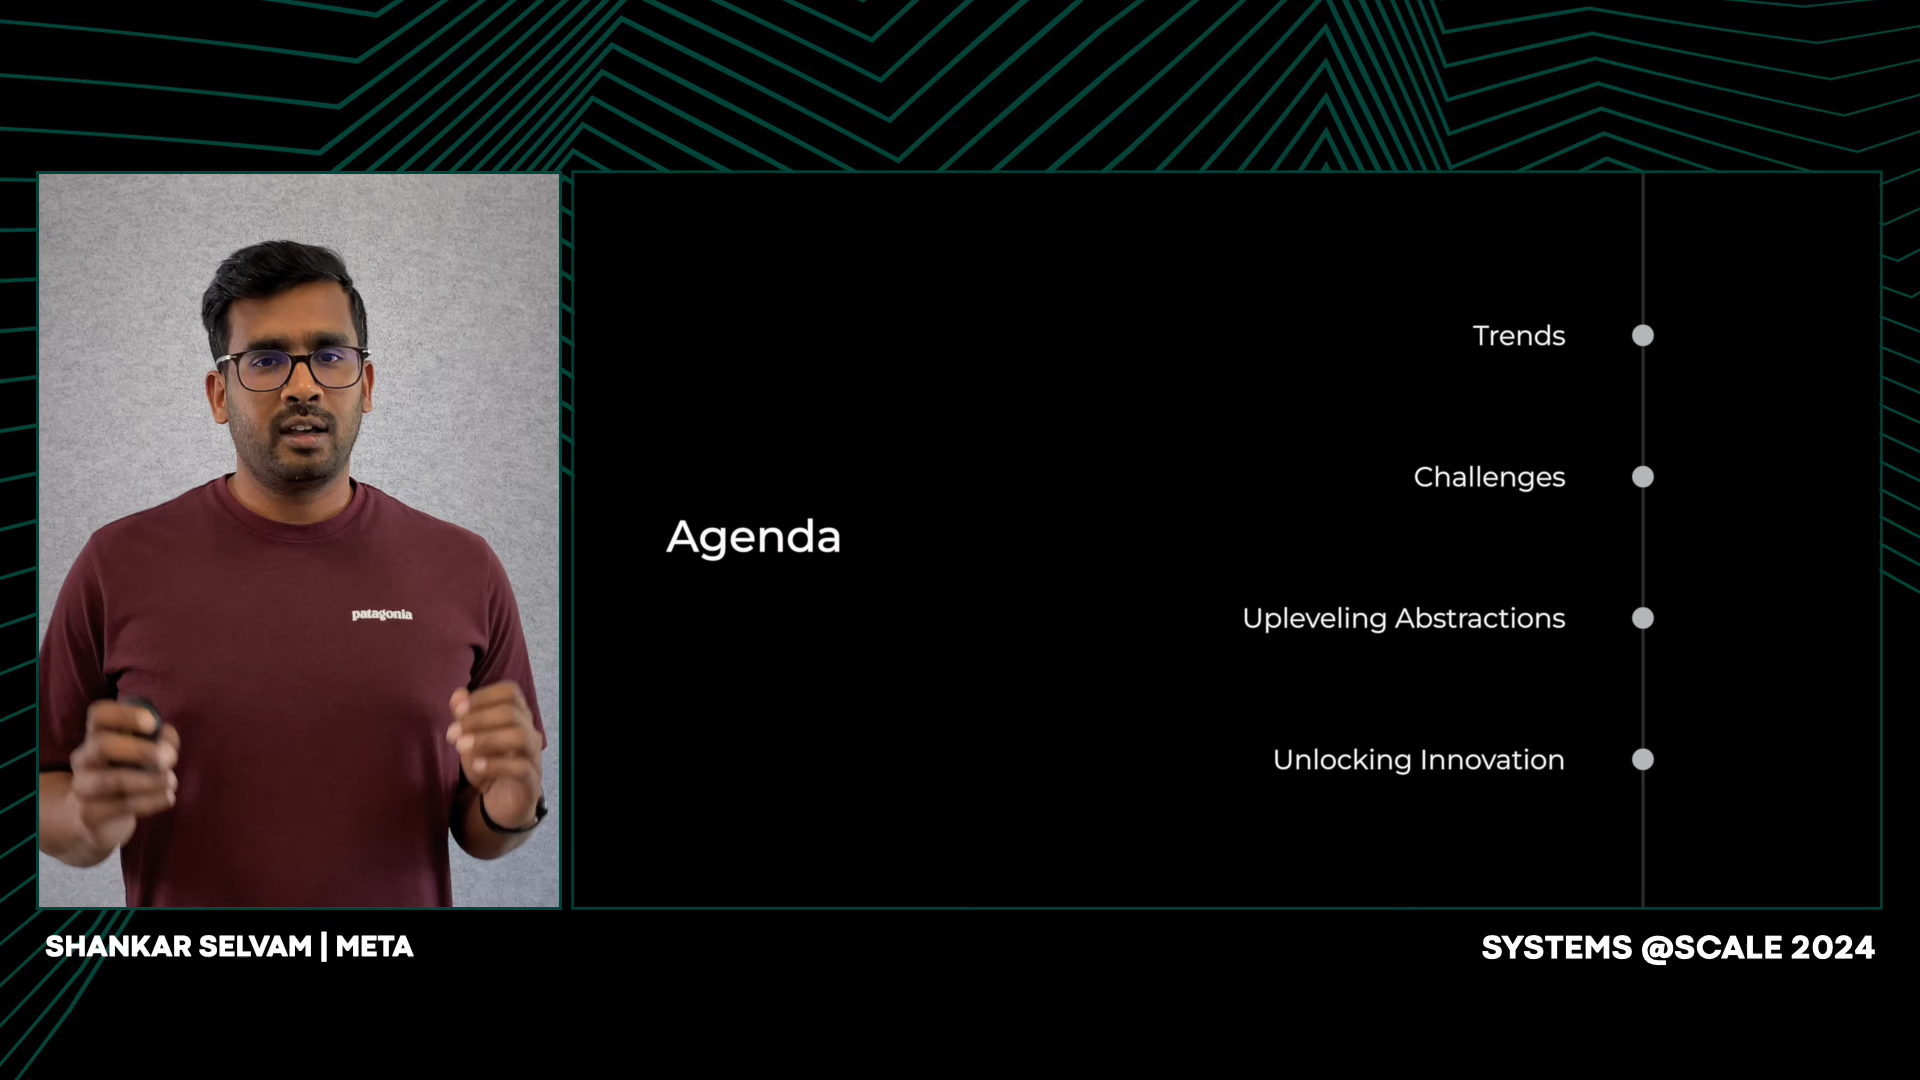 patagonia
Agenda
Trends
Challenges
Upleveling Abstractions
Unlocking Innovation
SHANKAR SELVAM | META
SYSTEMS @SCALE 2024